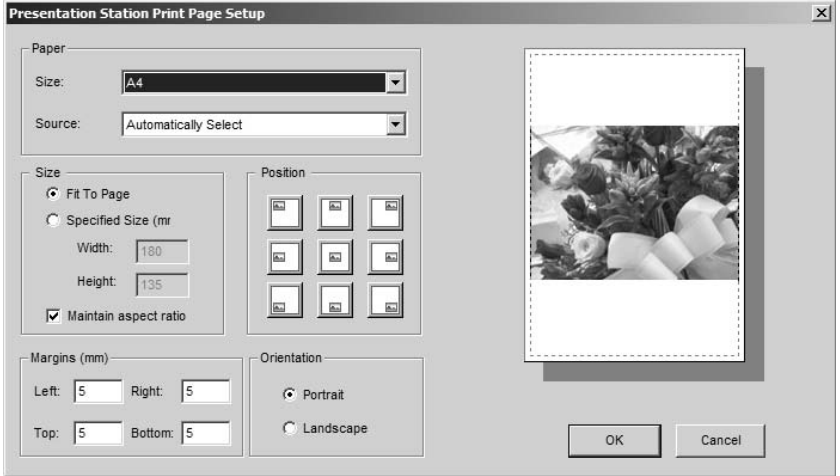 Presentation Station Print Page Setup
Paper
Size: A4
Source: Automatically Select
Size
Fit To Page
Specified Size (mr
Width: 180
Height: 135
Maintain aspect ratio
Position
Margins (mm)
Left: 5 Right: 5
Top: 5 Bottom: 5
Orientation
Portrait
Landscape
OK Cancel